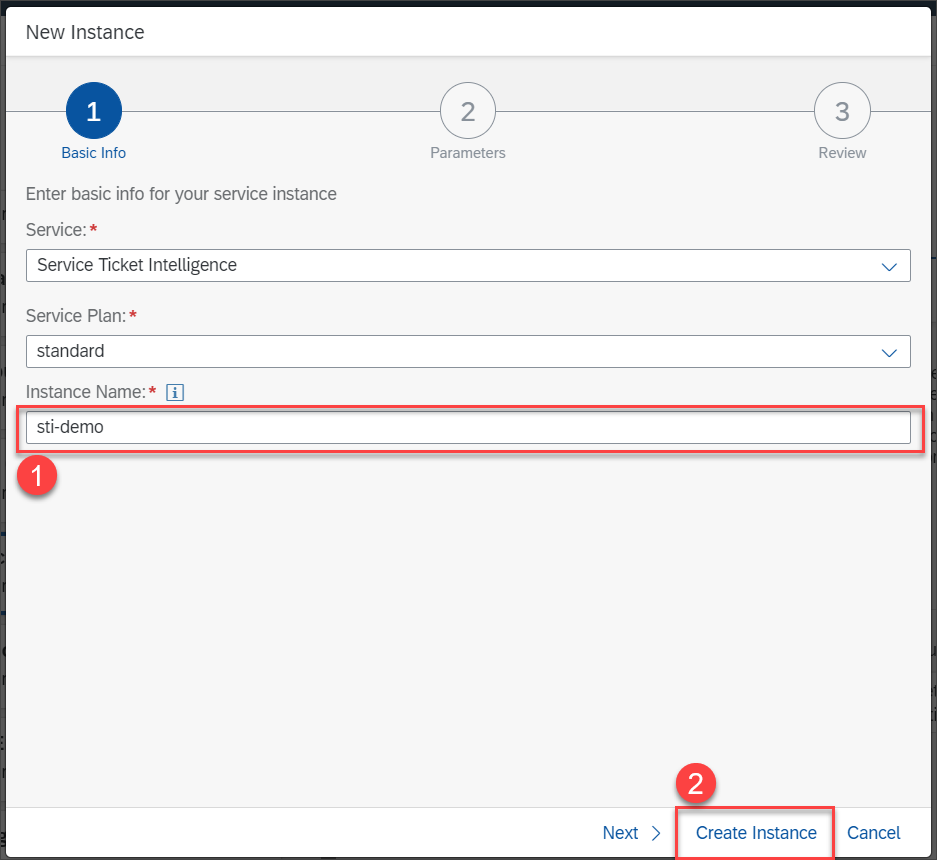 New Instance
1 2 3
Basic Info Parameters Review
Enter basic info for your service instance
Service:*
Service Ticket Intelligence
Service Plan:*
standard
Instance Name:* i
sti-demo
1
2
Next Create Instance Cancel